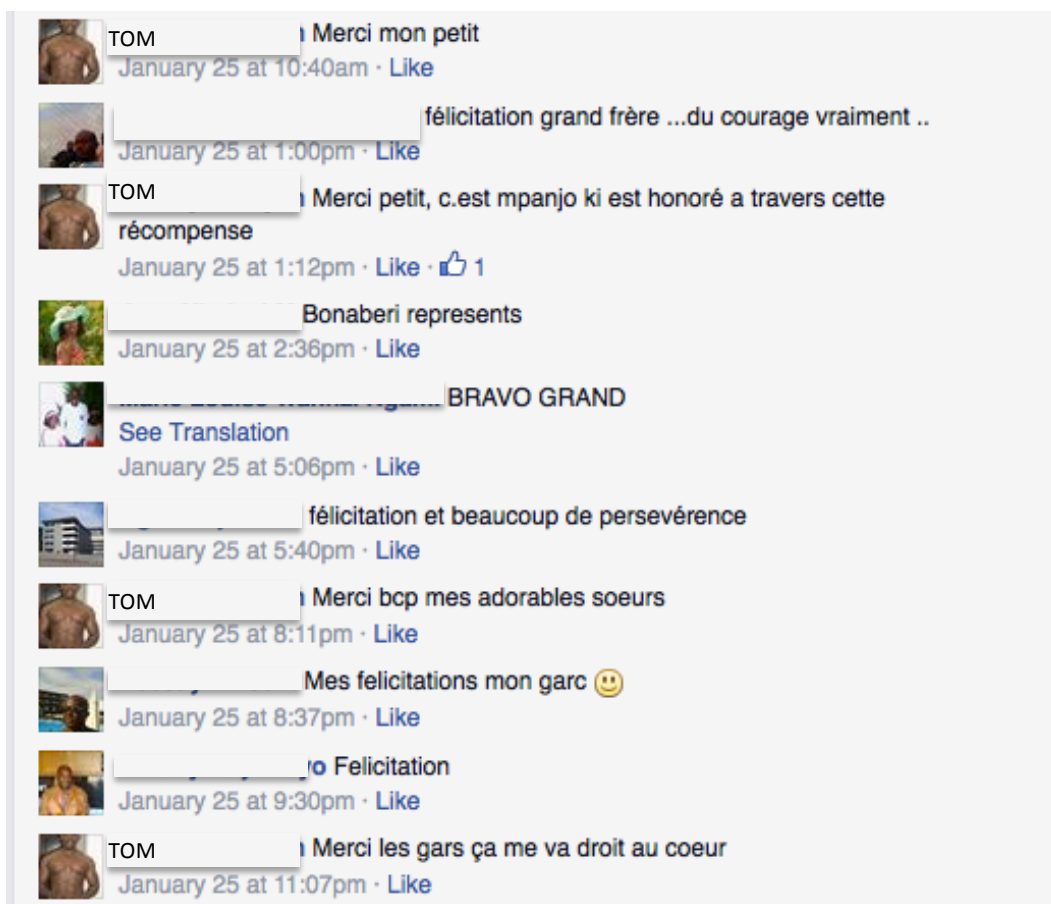 TOM Merci mon petit
January 25 at 10:40am · Like
félicitation grand frère ...du courage vraiment ..
January 25 at 1:00pm · Like
TOM Merci petit, c.est mpanjo ki est honoré a travers cette
récompense
January 25 at 1:12pm · Like · 1
Bonaberi represents
January 25 at 2:36pm · Like
BRAVO GRAND
See Translation
January 25 at 5:06pm · Like
félicitation et beaucoup de persevérence
January 25 at 5:40pm · Like
TOM Merci bcp mes adorables soeurs
January 25 at 8:11pm · Like
Mes felicitations mon garc
January 25 at 8:37pm · Like
yo Felicitation
January 25 at 9:30pm · Like
TOM Merci les gars ça me va droit au coeur
January 25 at 11:07pm · Like